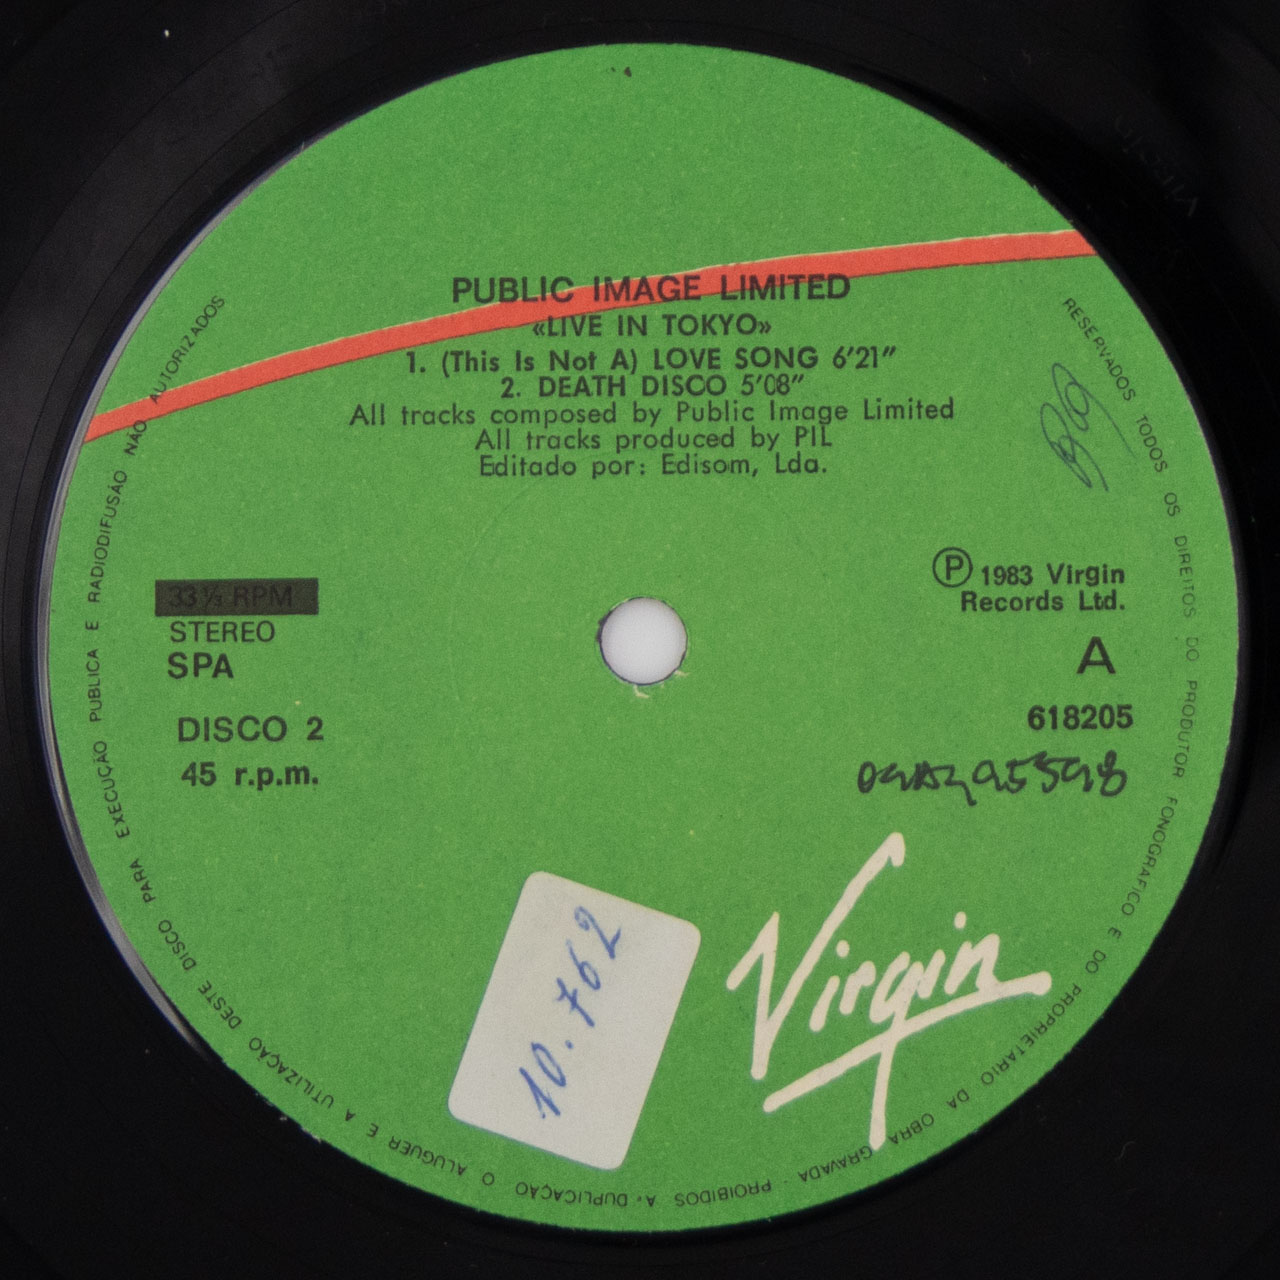 PUBLIC IMAGE LIMITED
«LIVE IN TOKYO»
1. (This Is Not A) LOVE SONG 6'21"
2. DEATH DISCO 5'08"
All tracks composed by Public Image Limited
All tracks produced by PIL
Editado por: Edisom, Lda.
33⅓ RPM
STEREO
SPA
DISCO 2
45 r.p.m.
Ⓟ 1983 Virgin
Records Ltd.
A
618205
Virgin
10.762
RESERVADOS TODOS OS DIREITOS DO PRODUTOR FONOGRAFICO E DO PROPRIETARIO DA OBRA GRAVADA · PROIBIDOS A DUPLICAÇÃO O ALUGUER E A UTILIZAÇÃO DESTE DISCO PARA EXECUÇÃO PUBLICA E RADIODIFUSÃO NÃO AUTORIZADOS